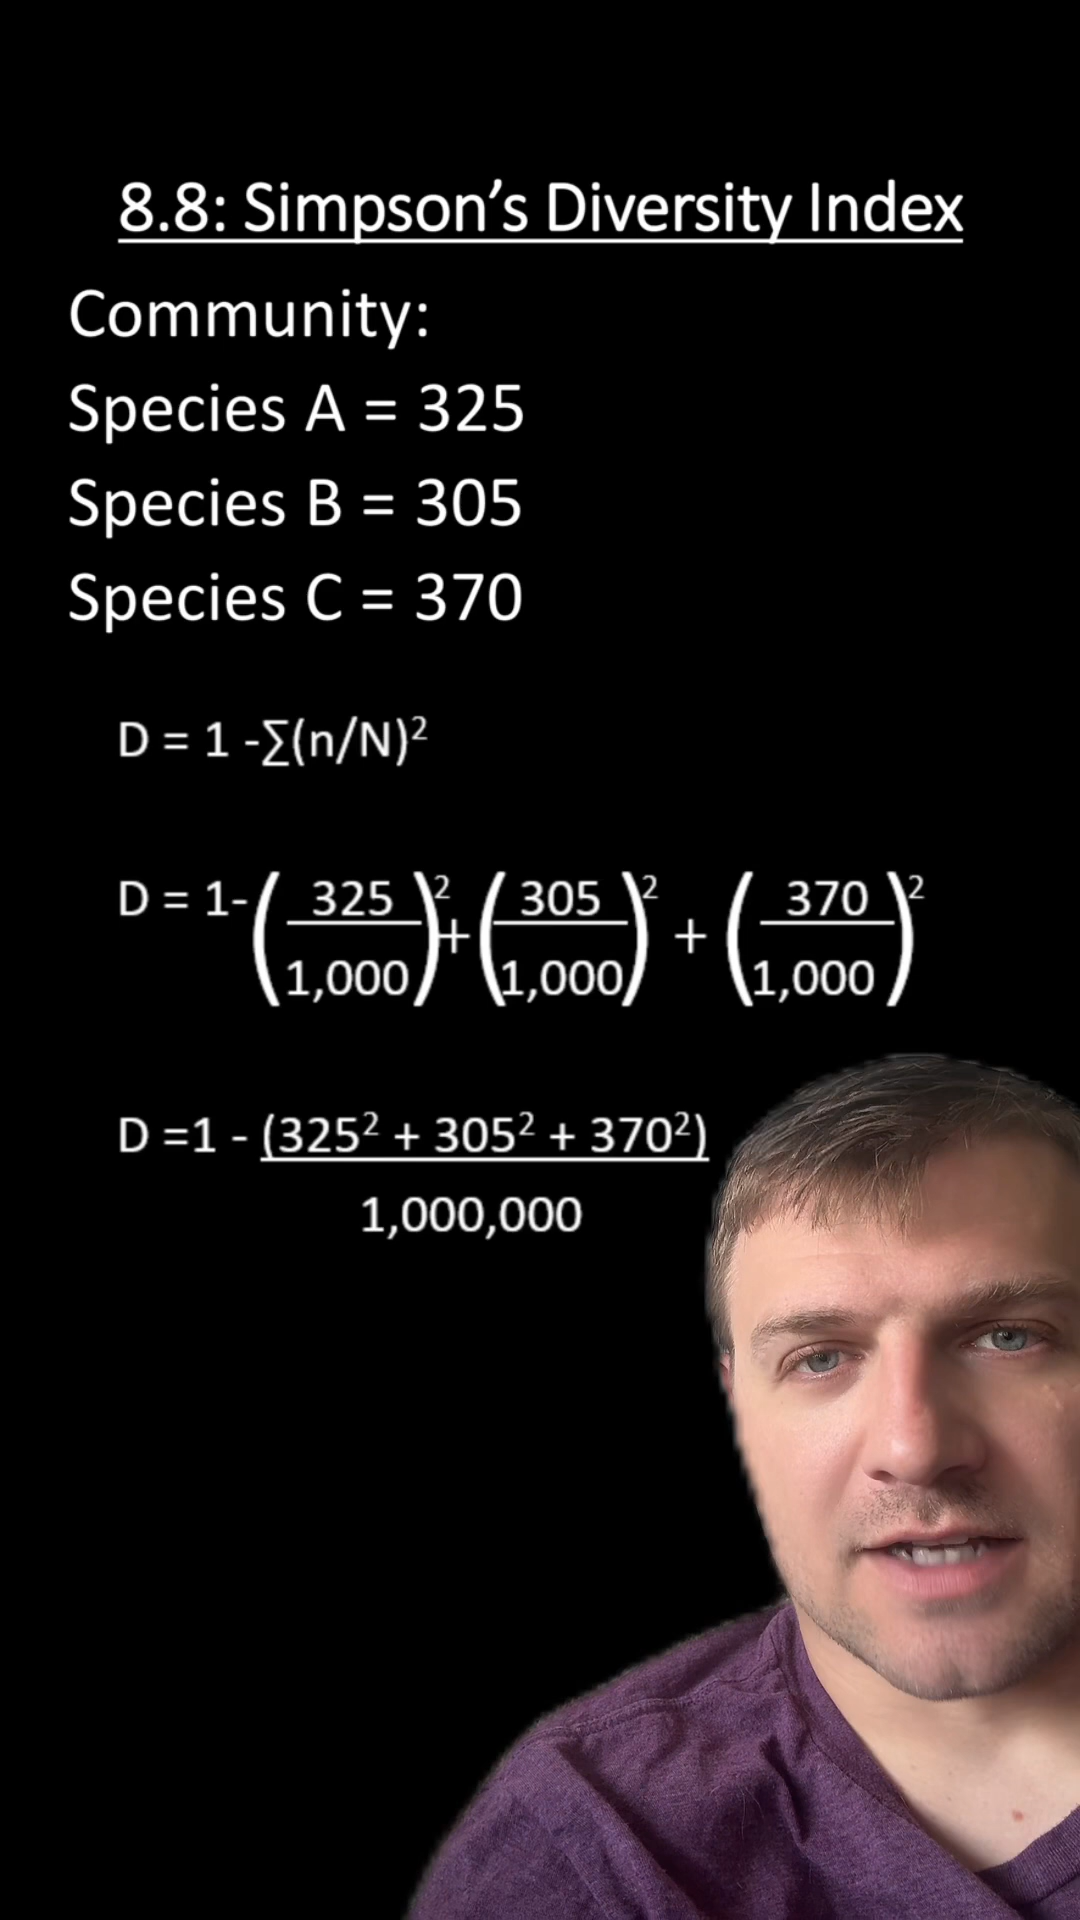 8.8: Simpson’s Diversity Index
Community:
Species A = 325
Species B = 305
Species C = 370
D = 1 -∑(n/N)²
D = 1-(325/1,000)²+(305/1,000)² + (370/1,000)²
D =1 - (325² + 305² + 370²)
1,000,000